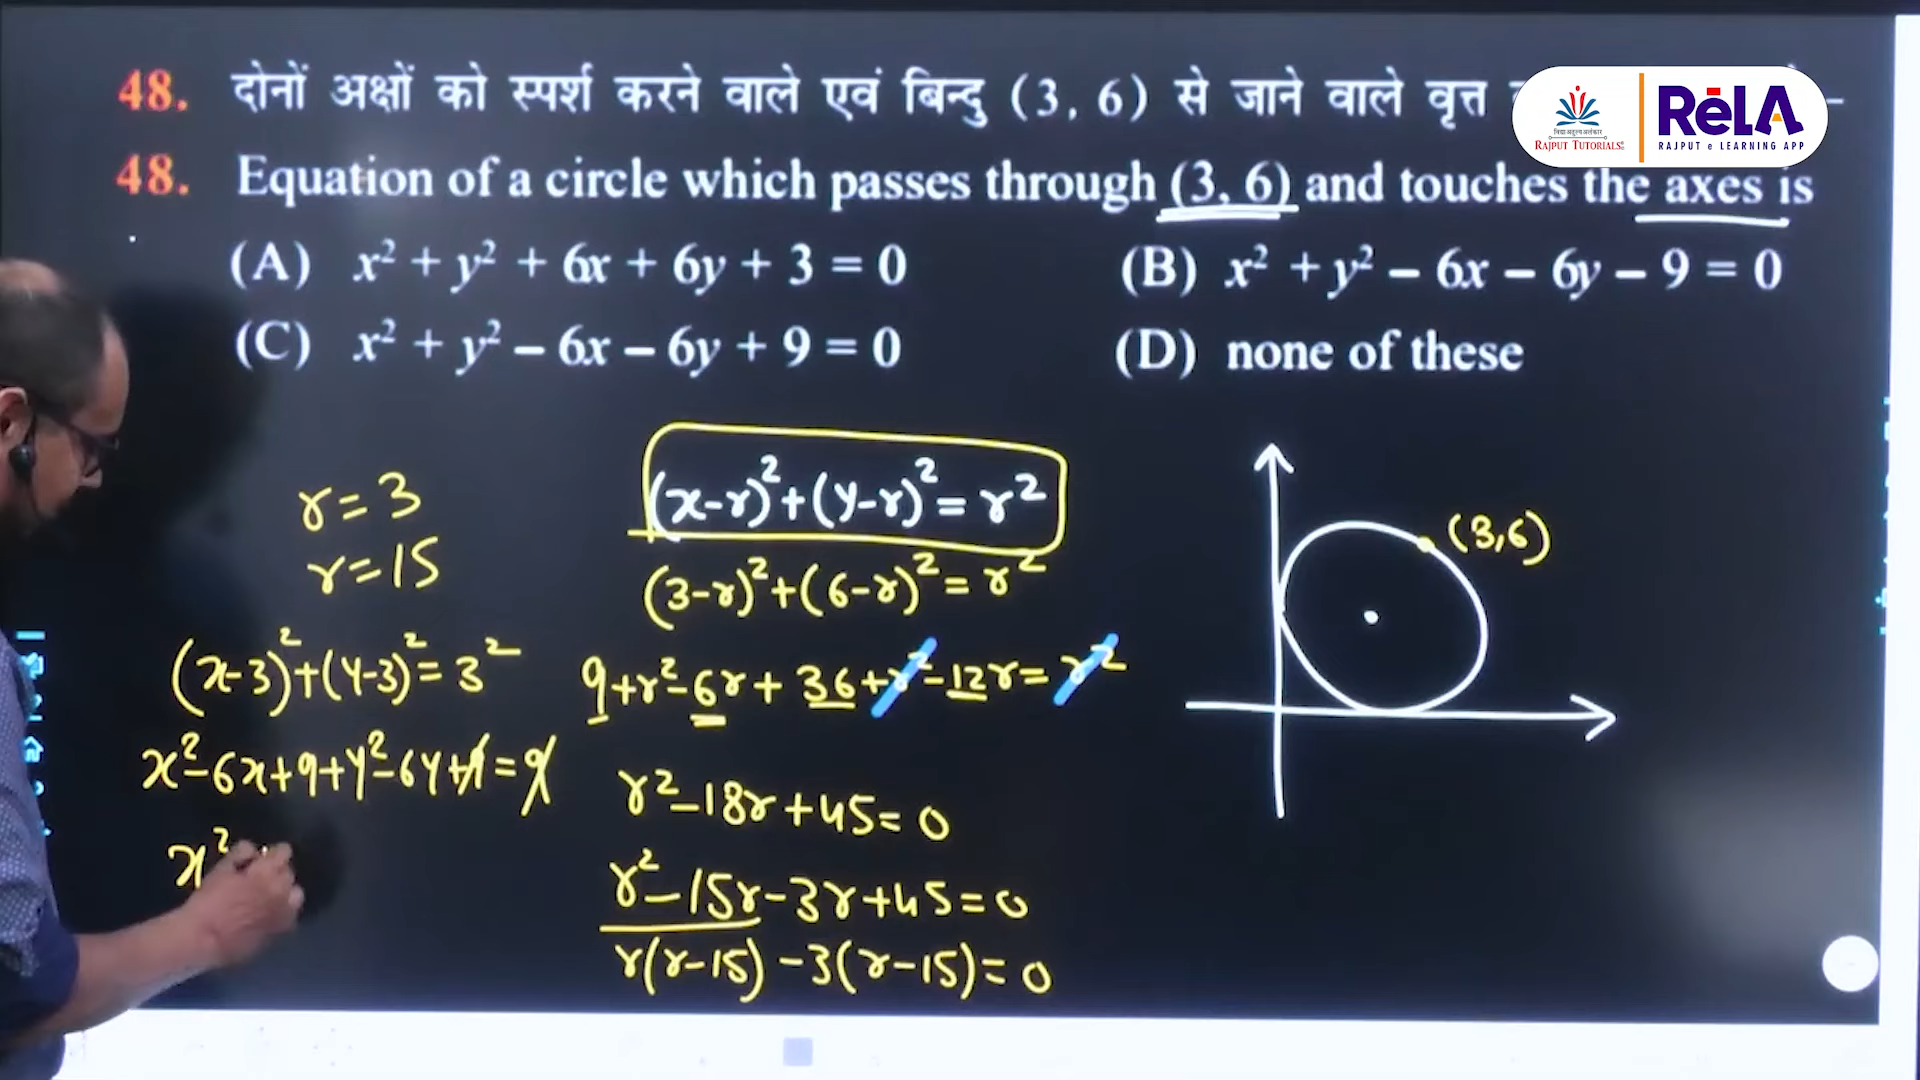 48. दोनों अक्षों को स्पर्श करने वाले एवं बिन्दु (3, 6) से जाने वाले वृत्त
RAJPUT TUTORIALS
RELA
RAJPUT e LEARNING APP
48. Equation of a circle which passes through (3, 6) and touches the axes is
(A) x² + y² + 6x + 6y + 3 = 0
(B) x² + y² – 6x – 6y – 9 = 0
(C) x² + y² – 6x – 6y + 9 = 0
(D) none of these
r=3
r=15
(x-3)²+(y-3)²=3²
x²-6x+9+y²-6y+9=9
x²
(x-r)²+(y-r)²=r²
(3-r)²+(6-r)²=r²
9+r²-6r+36+r²-12r=r²
r²-18r+45=0
r²-15r-3r+45=0
r(r-15)-3(r-15)=0
(3,6)